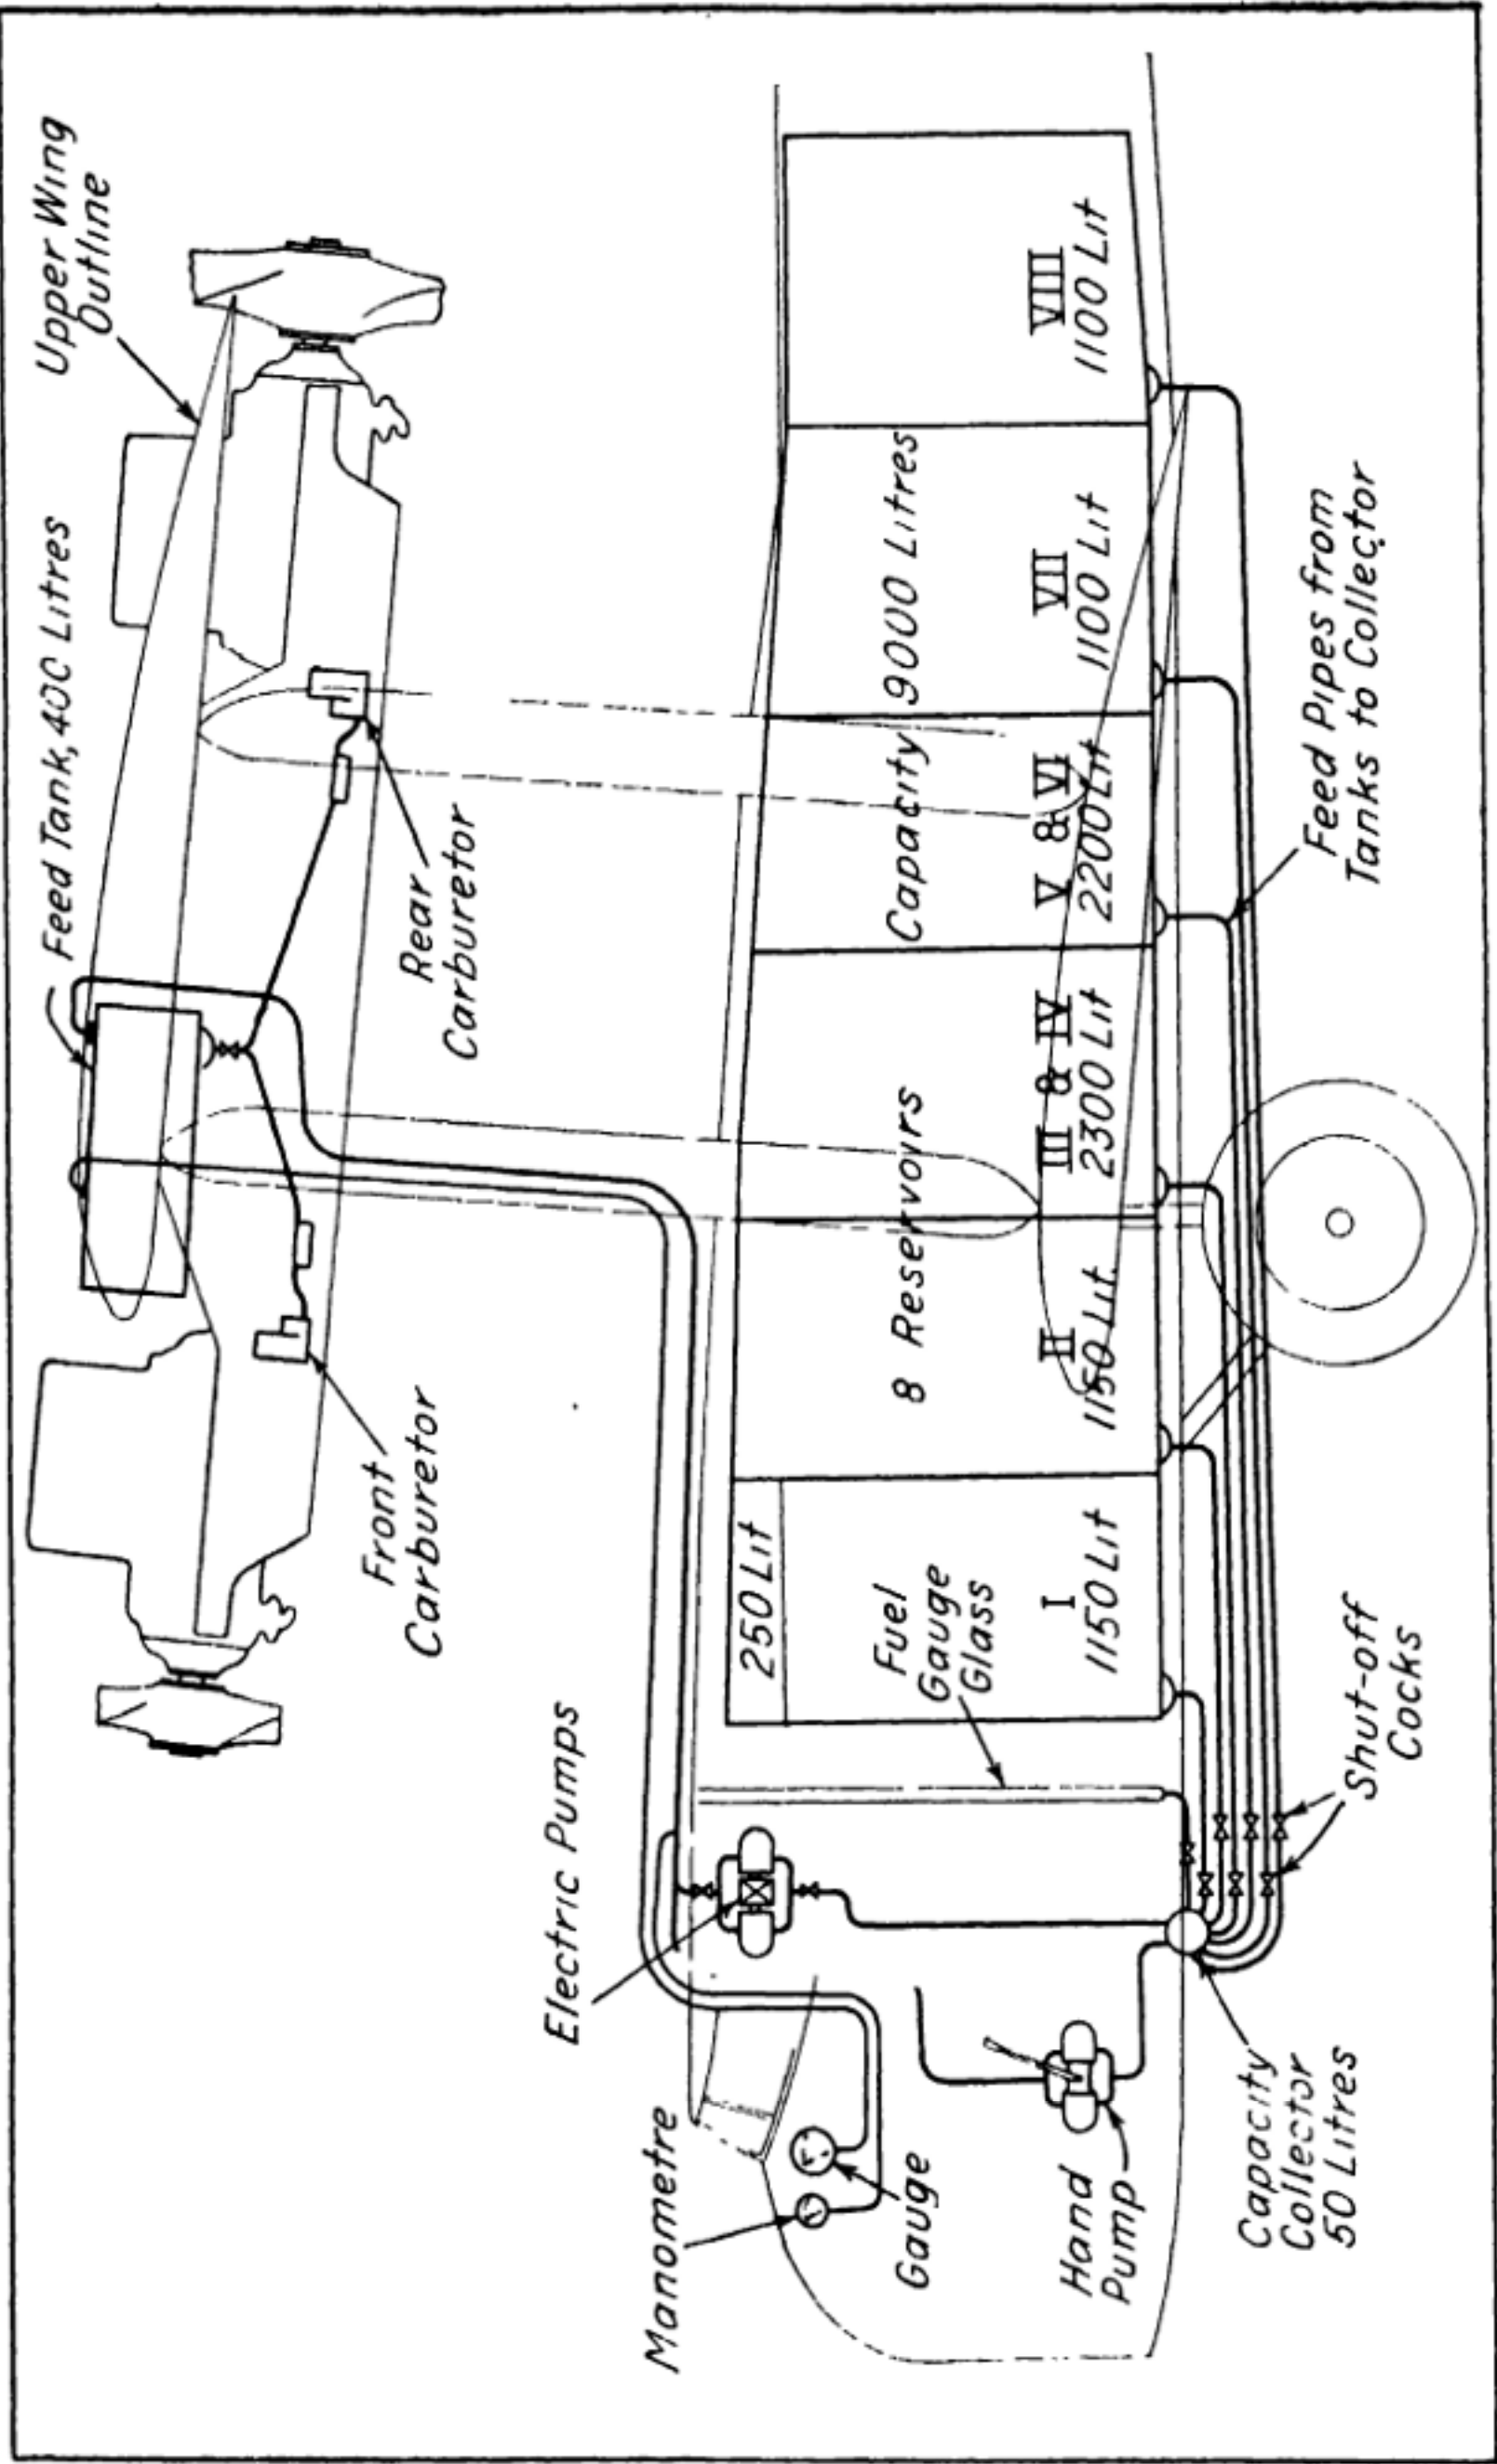 Upper Wing
Outline
Feed Tank, 400 Litres
Rear
Carburetor
Front
Carburetor
Electric Pumps
Manometre
Gauge
Hand
Pump
Capacity
Collector
50 Litres
Fuel
Gauge
Glass
250 Lit
I
1150 Lit
8 Reservoirs Capacity 9000 Litres
II
1150 Lit.
III & IV
2300 Lit
V & VI
2200 Lit
VII
1100 Lit
VIII
1100 Lit
Feed Pipes from
Tanks to Collector
Shut-off
Cocks